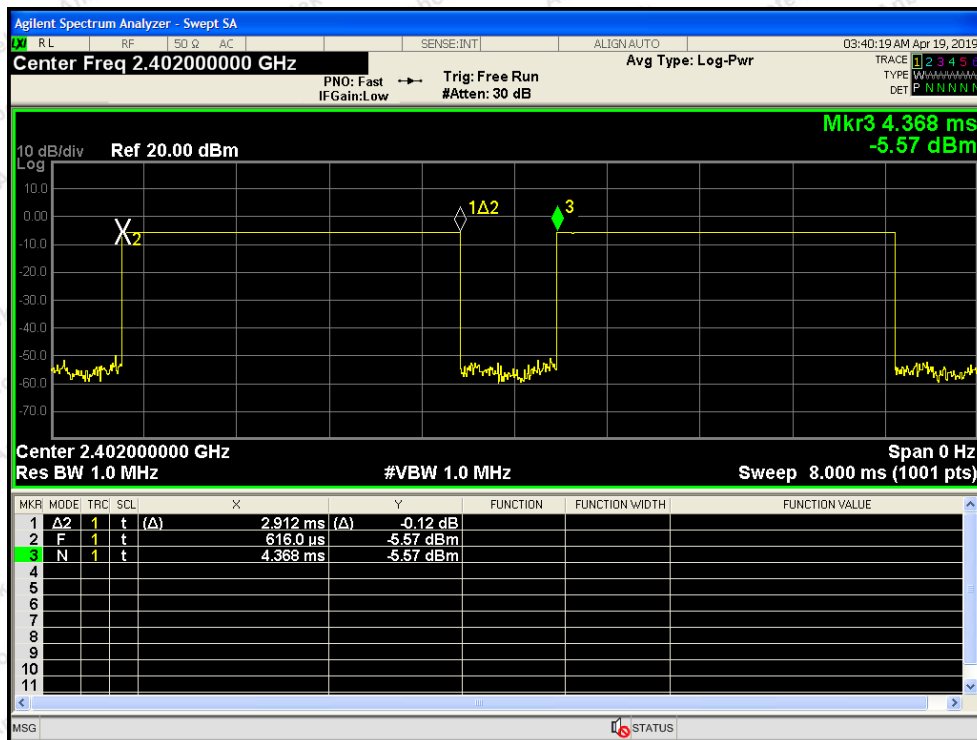 Agilent Spectrum Analyzer - Swept SA
LXI RL RF 50 Ω AC SENSE:INT ALIGN AUTO 03:40:19 AM Apr 19, 2019
Center Freq 2.402000000 GHz Avg Type: Log-Pwr TRACE 1 2 3 4 5 6
PNO: Fast Trig: Free Run TYPE
IFGain:Low #Atten: 30 dB DET P N N N N N
Mkr3 4.368 ms
-5.57 dBm
10 dB/div Ref 20.00 dBm
Log
10.0
1Δ2 3
0.00
2
-10.0
-20.0
-30.0
-40.0
-50.0
-60.0
-70.0
Center 2.402000000 GHz Span 0 Hz
Res BW 1.0 MHz #VBW 1.0 MHz Sweep 8.000 ms (1001 pts)
MKR MODE TRC SCL X Y FUNCTION FUNCTION WIDTH FUNCTION VALUE
1 Δ2 1 t (Δ) 2.912 ms (Δ) -0.12 dB
2 F 1 t 616.0 µs -5.57 dBm
3 N 1 t 4.368 ms -5.57 dBm
4
5
6
7
8
9
10
11
MSG STATUS